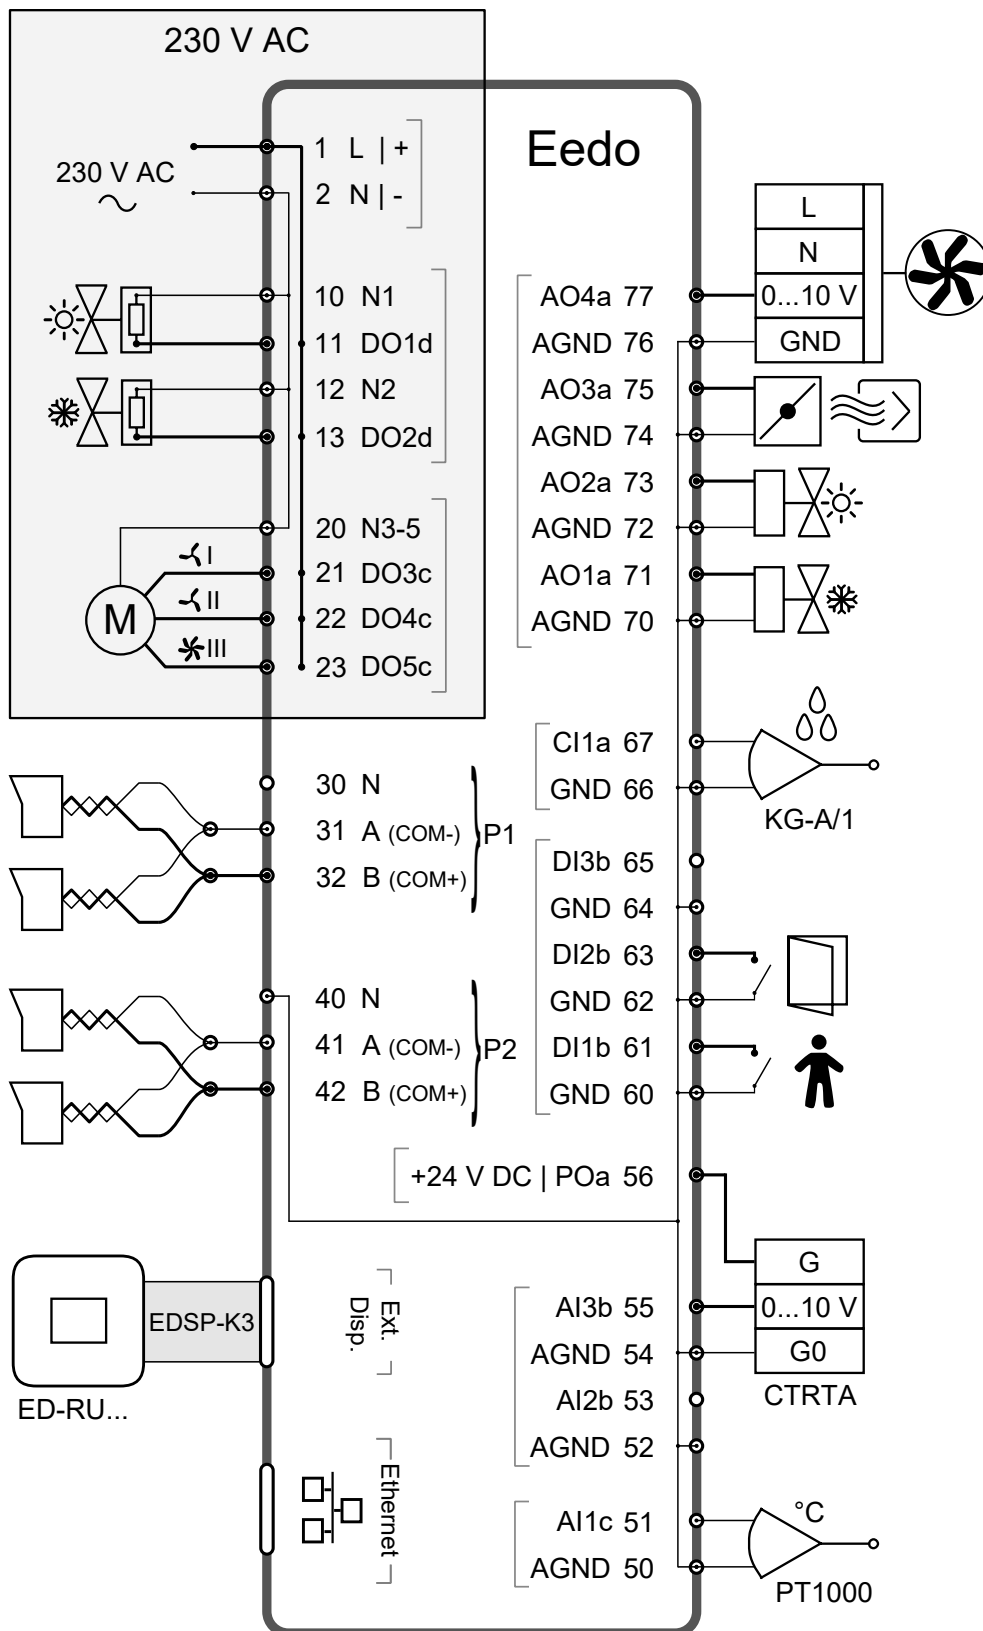 230 V AC
Eedo
230 V AC
1 L | +
2 N | -
10 N1
11 DO1d
12 N2
13 DO2d
20 N3-5
21 DO3c
22 DO4c
23 DO5c
I
II
III
M
30 N
31 A (COM-)
32 B (COM+)
P1
40 N
41 A (COM-)
42 B (COM+)
P2
EDSP-K3
ED-RU...
Ext.
Disp.
Ethernet
AO4a 77
AGND 76
AO3a 75
AGND 74
AO2a 73
AGND 72
AO1a 71
AGND 70
CI1a 67
GND 66
DI3b 65
GND 64
DI2b 63
GND 62
DI1b 61
GND 60
+24 V DC | POa 56
AI3b 55
AGND 54
AI2b 53
AGND 52
AI1c 51
AGND 50
L
N
0...10 V
GND
KG-A/1
G
0...10 V
G0
CTRTA
°C
PT1000